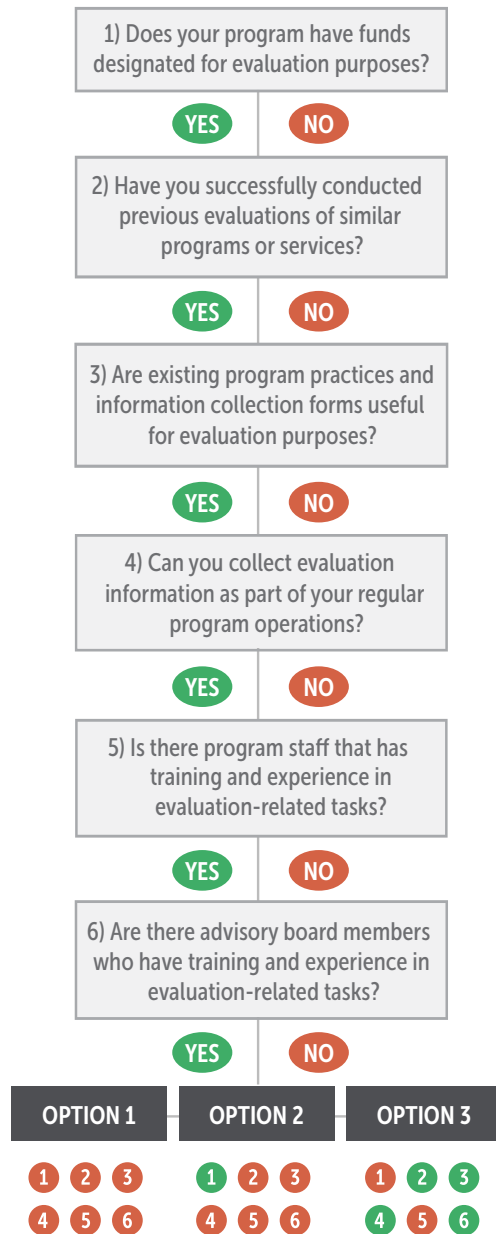 1) Does your program have funds
designated for evaluation purposes?
YES NO
2) Have you successfully conducted
previous evaluations of similar
programs or services?
YES NO
3) Are existing program practices and
information collection forms useful
for evaluation purposes?
YES NO
4) Can you collect evaluation
information as part of your regular
program operations?
YES NO
5) Is there program staff that has
training and experience in
evaluation-related tasks?
YES NO
6) Are there advisory board members
who have training and experience in
evaluation-related tasks?
YES NO
OPTION 1 OPTION 2 OPTION 3
1 2 3 1 2 3 1 2 3
4 5 6 4 5 6 4 5 6